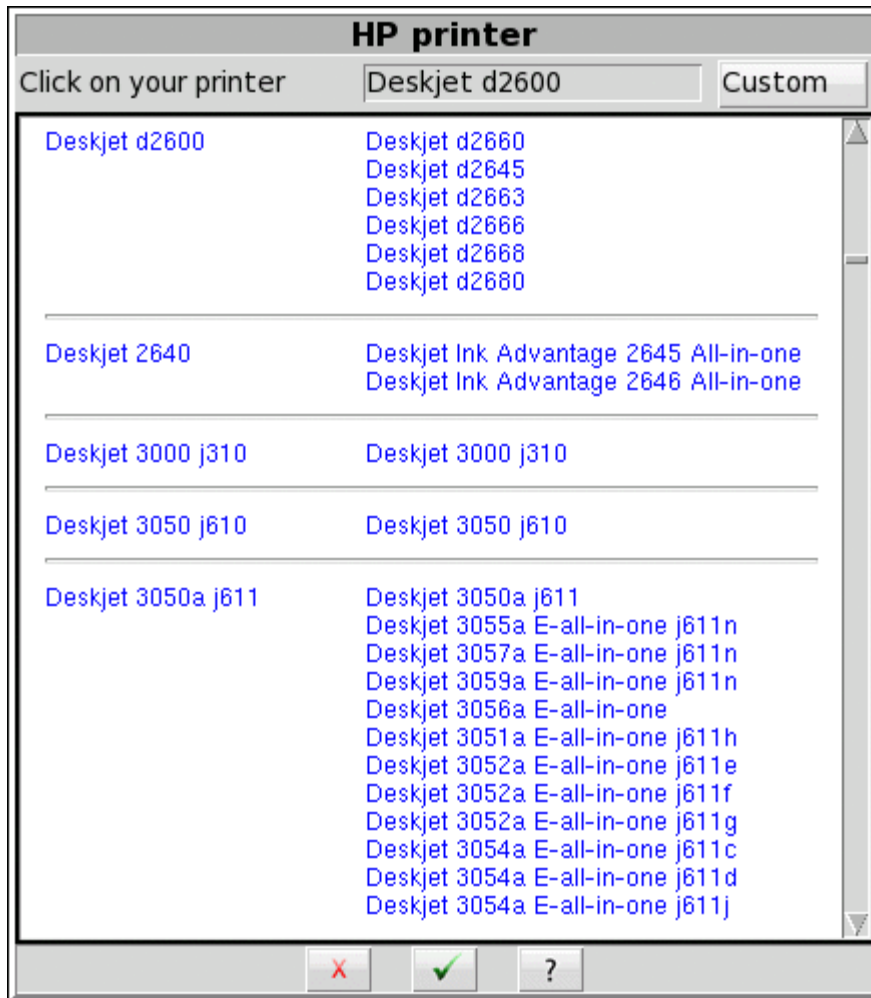 HP printer
Click on your printer Deskjet d2600 Custom
Deskjet d2600 Deskjet d2660
Deskjet d2645
Deskjet d2663
Deskjet d2666
Deskjet d2668
Deskjet d2680
Deskjet 2640 Deskjet Ink Advantage 2645 All-in-one
Deskjet Ink Advantage 2646 All-in-one
Deskjet 3000 j310 Deskjet 3000 j310
Deskjet 3050 j610 Deskjet 3050 j610
Deskjet 3050a j611 Deskjet 3050a j611
Deskjet 3055a E-all-in-one j611n
Deskjet 3057a E-all-in-one j611n
Deskjet 3059a E-all-in-one j611n
Deskjet 3056a E-all-in-one
Deskjet 3051a E-all-in-one j611h
Deskjet 3052a E-all-in-one j611e
Deskjet 3052a E-all-in-one j611f
Deskjet 3052a E-all-in-one j611g
Deskjet 3054a E-all-in-one j611c
Deskjet 3054a E-all-in-one j611d
Deskjet 3054a E-all-in-one j611j
X ✓ ?